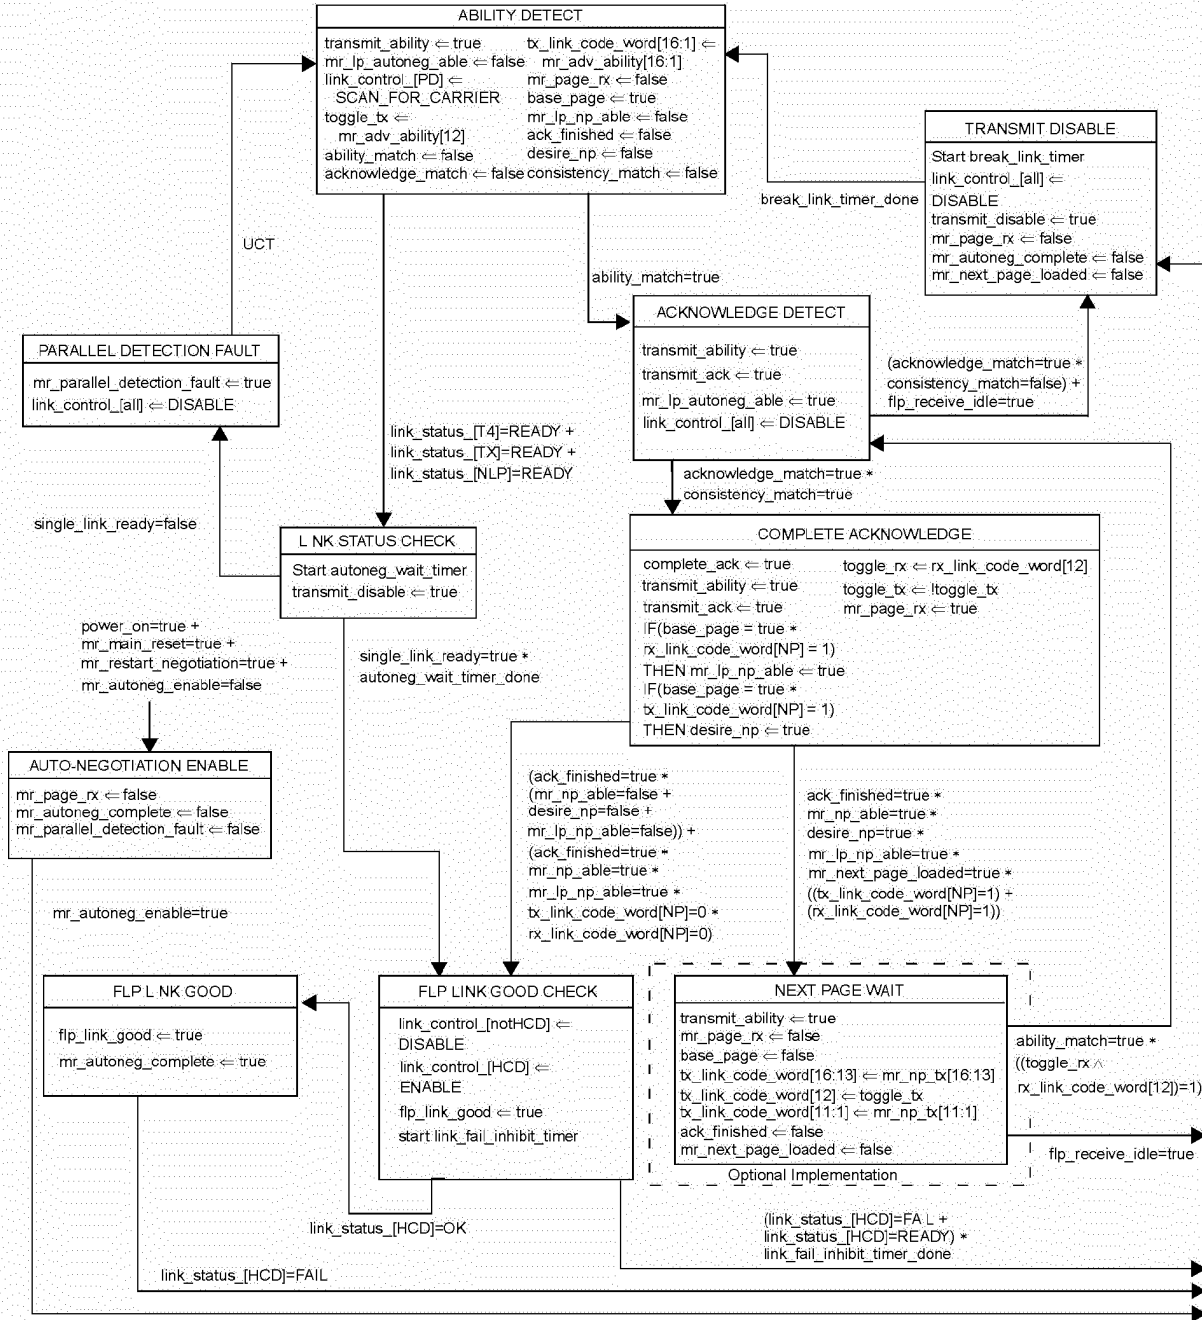 ABILITY DETECT
transmit_ability ⇐ true
mr_lp_autoneg_able ⇐ false
link_control_[PD] ⇐
SCAN_FOR_CARRIER
toggle_tx ⇐
mr_adv_ability[12]
ability_match ⇐ false
acknowledge_match ⇐ false
tx_link_code_word[16:1] ⇐
mr_adv_ability[16:1]
mr_page_rx ⇐ false
base_page ⇐ true
mr_lp_np_able ⇐ false
ack_finished ⇐ false
desire_np ⇐ false
consistency_match ⇐ false
TRANSMIT DISABLE
Start break_link_timer
link_control_[all] ⇐
DISABLE
transmit_disable ⇐ true
mr_page_rx ⇐ false
mr_autoneg_complete ⇐ false
mr_next_page_loaded ⇐ false
break_link_timer_done
UCT
ability_match=true
ACKNOWLEDGE DETECT
transmit_ability ⇐ true
transmit_ack ⇐ true
mr_lp_autoneg_able ⇐ true
link_control_[all] ⇐ DISABLE
(acknowledge_match=true *
consistency_match=false) +
flp_receive_idle=true
PARALLEL DETECTION FAULT
mr_parallel_detection_fault ⇐ true
link_control_[all] ⇐ DISABLE
link_status_[T4]=READY +
link_status_[TX]=READY +
link_status_[NLP]=READY
acknowledge_match=true *
consistency_match=true
single_link_ready=false
L NK STATUS CHECK
Start autoneg_wait_timer
transmit_disable ⇐ true
COMPLETE ACKNOWLEDGE
complete_ack ⇐ true
transmit_ability ⇐ true
transmit_ack ⇐ true
IF(base_page = true *
rx_link_code_word[NP] = 1)
THEN mr_lp_np_able ⇐ true
IF(base_page = true *
tx_link_code_word[NP] = 1)
THEN desire_np ⇐ true
toggle_rx ⇐ rx_link_code_word[12]
toggle_tx ⇐ !toggle_tx
mr_page_rx ⇐ true
power_on=true +
mr_main_reset=true +
mr_restart_negotiation=true +
mr_autoneg_enable=false
single_link_ready=true *
autoneg_wait_timer_done
AUTO-NEGOTIATION ENABLE
mr_page_rx ⇐ false
mr_autoneg_complete ⇐ false
mr_parallel_detection_fault ⇐ false
(ack_finished=true *
(mr_np_able=false +
desire_np=false +
mr_lp_np_able=false)) +
(ack_finished=true *
mr_np_able=true *
mr_lp_np_able=true *
tx_link_code_word[NP]=0 *
rx_link_code_word[NP]=0)
ack_finished=true *
mr_np_able=true *
desire_np=true *
mr_lp_np_able=true *
mr_next_page_loaded=true *
((tx_link_code_word[NP]=1) +
(rx_link_code_word[NP]=1))
mr_autoneg_enable=true
FLP L NK GOOD
flp_link_good ⇐ true
mr_autoneg_complete ⇐ true
FLP LINK GOOD CHECK
link_control_[notHCD] ⇐
DISABLE
link_control_[HCD] ⇐
ENABLE
flp_link_good ⇐ true
start link_fail_inhibit_timer
NEXT PAGE WAIT
transmit_ability ⇐ true
mr_page_rx ⇐ false
base_page ⇐ false
tx_link_code_word[16:13] ⇐ mr_np_tx[16:13]
tx_link_code_word[12] ⇐ toggle_tx
tx_link_code_word[11:1] ⇐ mr_np_tx[11:1]
ack_finished ⇐ false
mr_next_page_loaded ⇐ false
Optional Implementation
ability_match=true *
((toggle_rx ∧
rx_link_code_word[12])=1)
flp_receive_idle=true
link_status_[HCD]=OK
(link_status_[HCD]=FA L +
link_status_[HCD]=READY) *
link_fail_inhibit_timer_done
link_status_[HCD]=FAIL